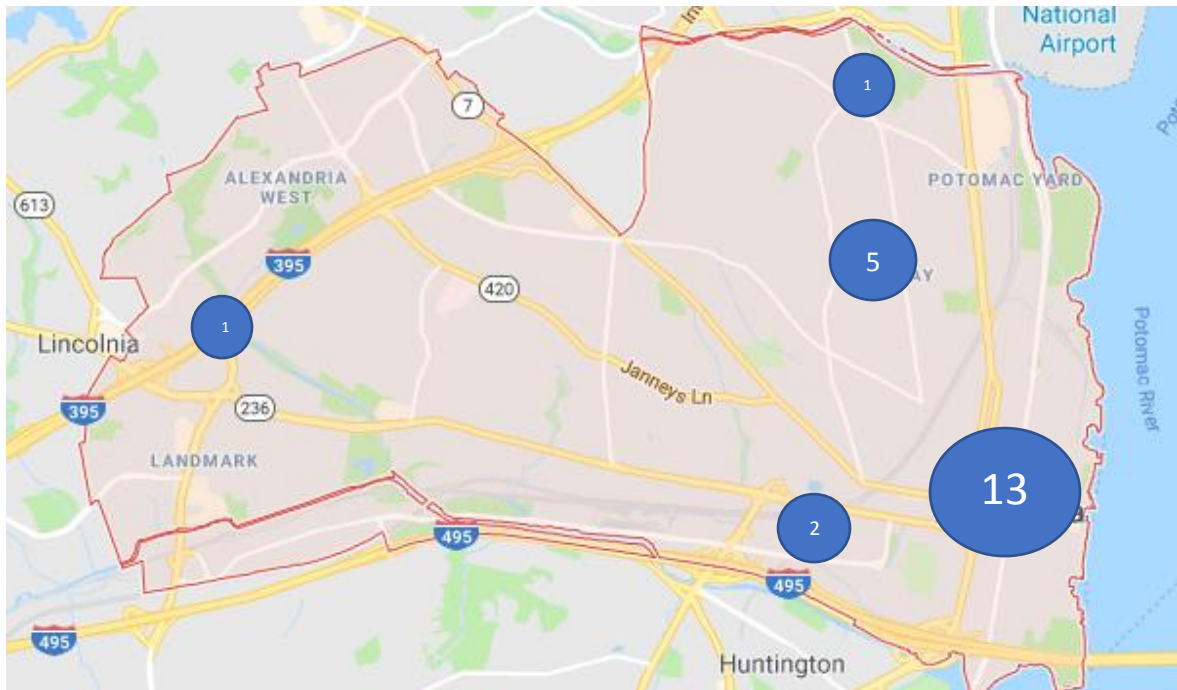 National
Airport
1
7
ALEXANDRIA
WEST
POTOMAC YARD
613
395
5
AY
420
1
Lincolnia
Janneys Ln
Potomac River
395
236
LANDMARK
13
2
a
495
495
495
Huntington